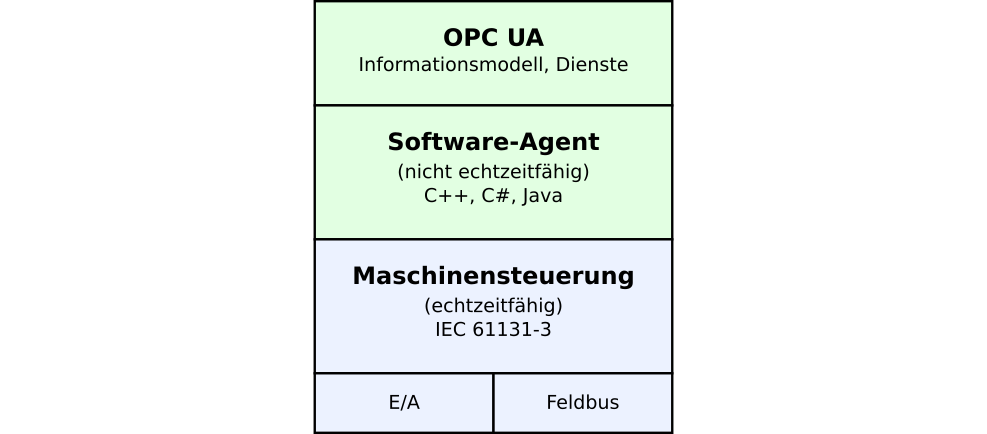 OPC UA
Informationsmodell, Dienste
Software-Agent
(nicht echtzeitfähig)
C++, C#, Java
Maschinensteuerung
(echtzeitfähig)
IEC 61131-3
E/A
Feldbus